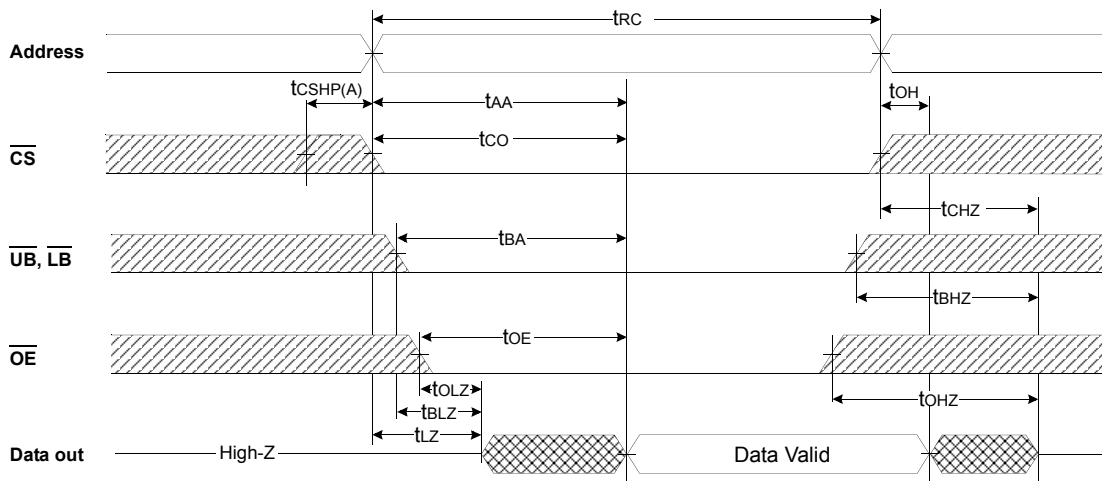 tRC
Address
tCSHP(A)
tAA
tOH
tCO
CS
tCHZ
tBA
UB, LB
tBHZ
tOE
OE
tOLZ
tOHZ
tBLZ
tLZ
Data out
High-Z
Data Valid